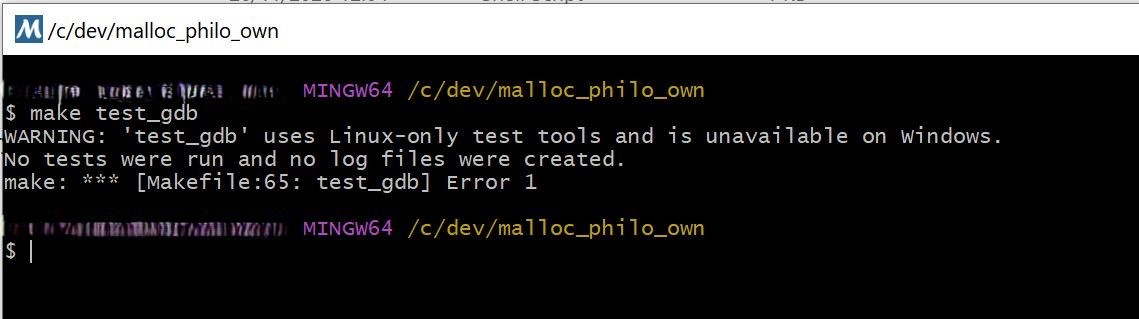 /c/dev/malloc_philo_own
MINGW64 /c/dev/malloc_philo_own
$ make test_gdb
WARNING: 'test_gdb' uses Linux-only test tools and is unavailable on Windows.
No tests were run and no log files were created.
make: *** [Makefile:65: test_gdb] Error 1
MINGW64 /c/dev/malloc_philo_own
$